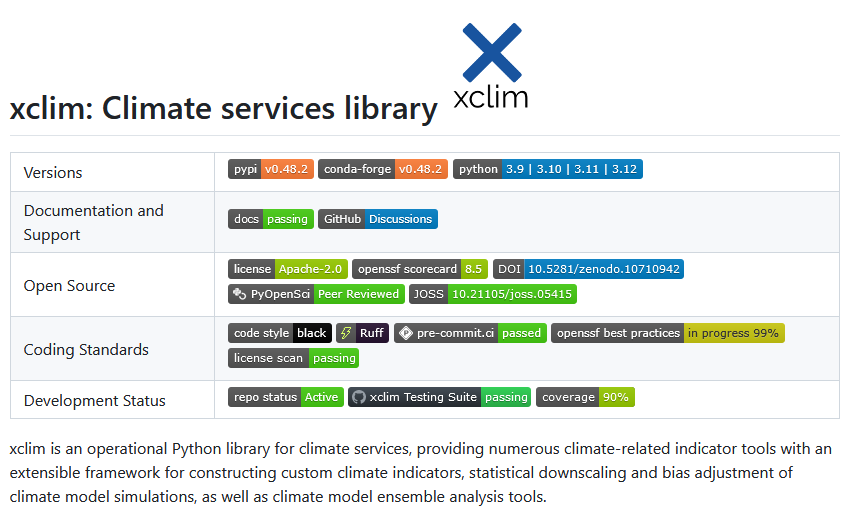 xclim
xclim: Climate services library
Versions
pypi v0.48.2 conda-forge v0.48.2 python 3.9 | 3.10 | 3.11 | 3.12
Documentation and
Support
docs passing GitHub Discussions
Open Source
license Apache-2.0 openssf scorecard 8.5 DOI 10.5281/zenodo.10710942
PyOpenSci Peer Reviewed JOSS 10.21105/joss.05415
Coding Standards
code style black Ruff pre-commit.ci passed openssf best practices in progress 99%
license scan passing
Development Status
repo status Active xclim Testing Suite passing coverage 90%
xclim is an operational Python library for climate services, providing numerous climate-related indicator tools with an
extensible framework for constructing custom climate indicators, statistical downscaling and bias adjustment of
climate model simulations, as well as climate model ensemble analysis tools.